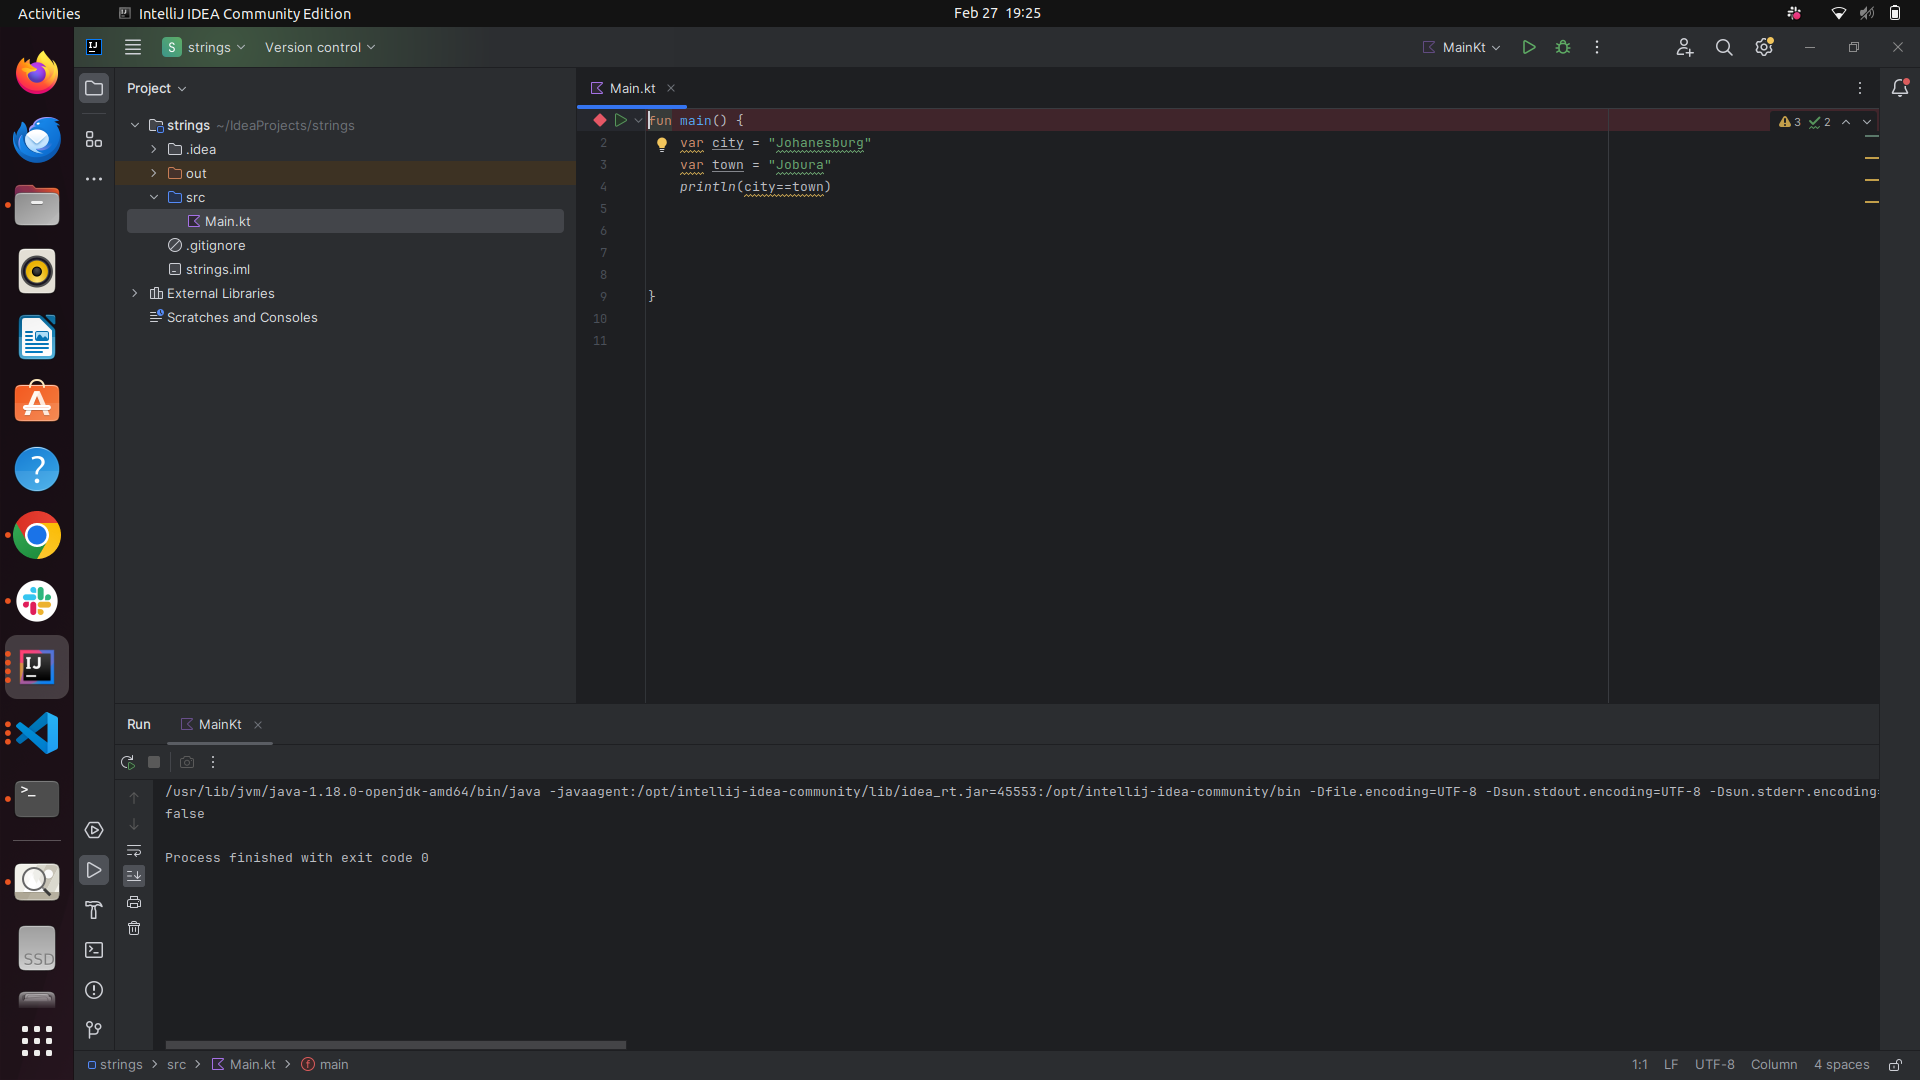 Activities
IntelliJ IDEA Community Edition
Feb 27 19:25
IJ
S strings
Version control
MainKt
Project
Main.kt
strings ~/IdeaProjects/strings
.idea
out
src
Main.kt
.gitignore
strings.iml
External Libraries
Scratches and Consoles
fun main() {
3 2
2 var city = "Johanesburg"
3 var town = "Jobura"
4 println(city==town)
5
6
7
8
9 }
10
11
Run
MainKt
/usr/lib/jvm/java-1.18.0-openjdk-amd64/bin/java -javaagent:/opt/intellij-idea-community/lib/idea_rt.jar=45553:/opt/intellij-idea-community/bin -Dfile.encoding=UTF-8 -Dsun.stdout.encoding=UTF-8 -Dsun.stderr.encoding=
false
Process finished with exit code 0
IJ
SSD
strings > src > Main.kt > main
1:1 LF UTF-8 Column 4 spaces